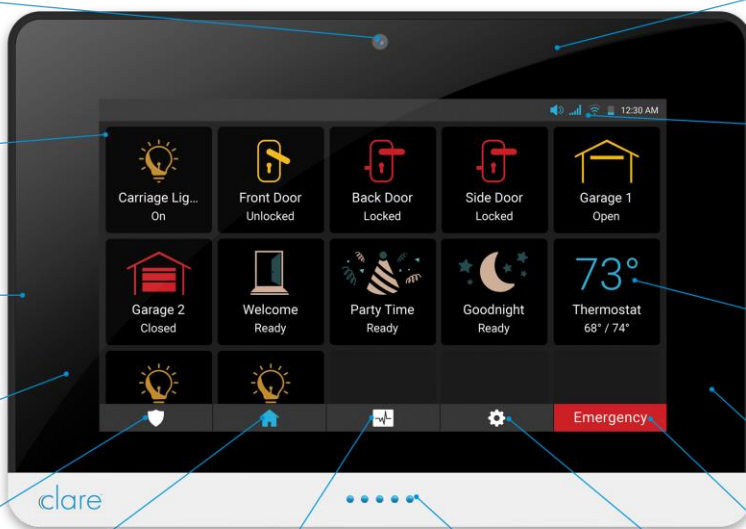 12:30 AM
Carriage Lig...
On
Front Door
Unlocked
Back Door
Locked
Side Door
Locked
Garage 1
Open
Garage 2
Closed
Welcome
Ready
Party Time
Ready
Goodnight
Ready
73°
Thermostat
68° / 74°
Emergency
clare